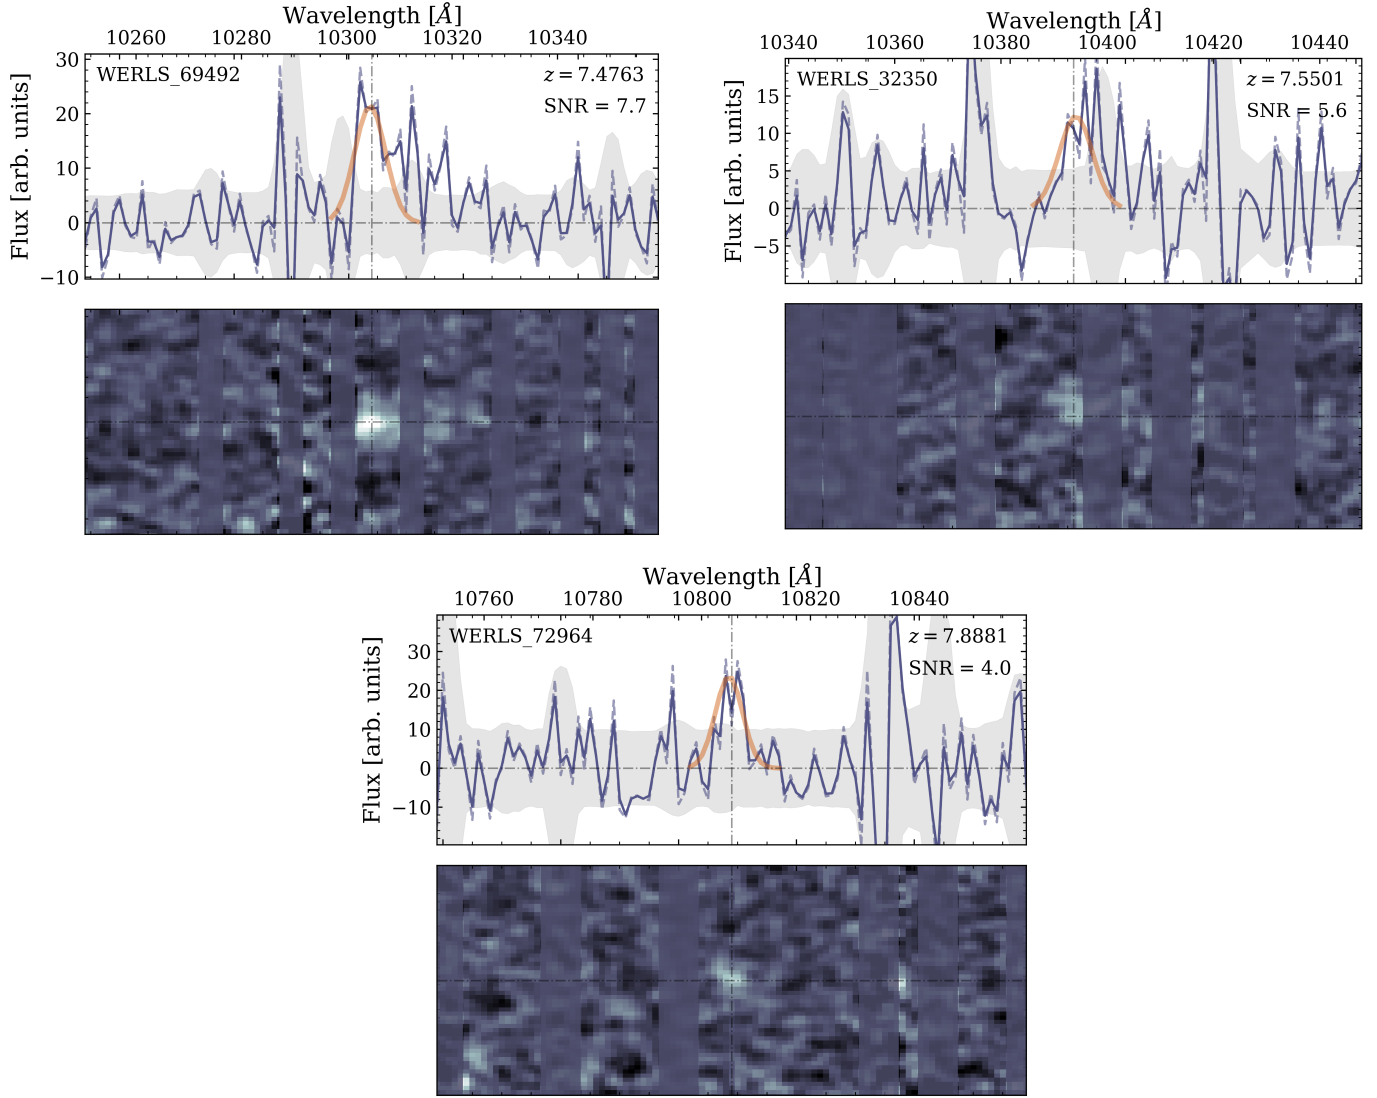 Wavelength [Å]
10260 10280 10300 10320 10340
WERLS_69492
z = 7.4763
SNR = 7.7
Flux [arb. units]
30
20
10
0
−10
Wavelength [Å]
10340 10360 10380 10400 10420 10440
WERLS_32350
z = 7.5501
SNR = 5.6
Flux [arb. units]
15
10
5
0
−5
Wavelength [Å]
10760 10780 10800 10820 10840
WERLS_72964
z = 7.8881
SNR = 4.0
Flux [arb. units]
30
20
10
0
−10